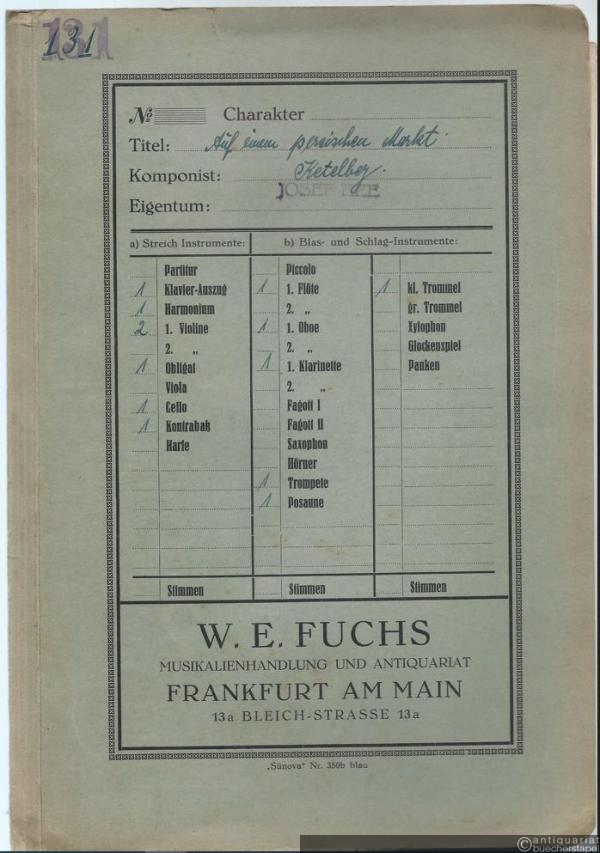 131
№ Charakter
Titel: Auf einem persischen Markt.
Komponist: Ketelbey.
JOSEF
Eigentum:
a) Streich Instrumente: b) Blas- und Schlag-Instrumente:
Partitur
1 Klavier-Auszug
1 Harmonium
2 1. Violine
2. „
1 Obligat
Viola
1 Cello
1 Kontrabaß
Harfe
Stimmen
Piccolo
1 1. Flöte
2. „
1 1. Oboe
2. „
1 1. Klarinette
2. „
Fagott I
Fagott II
Saxophon
Hörner
1 Trompete
1 Posaune
Stimmen
1 kl. Trommel
gr. Trommel
Xylophon
Glockenspiel
Pauken
Stimmen
W. E. FUCHS
MUSIKALIENHANDLUNG UND ANTIQUARIAT
FRANKFURT AM MAIN
13a BLEICH-STRASSE 13a
„Sünova" Nr. 350b blau
antiquariat
buecherstapel